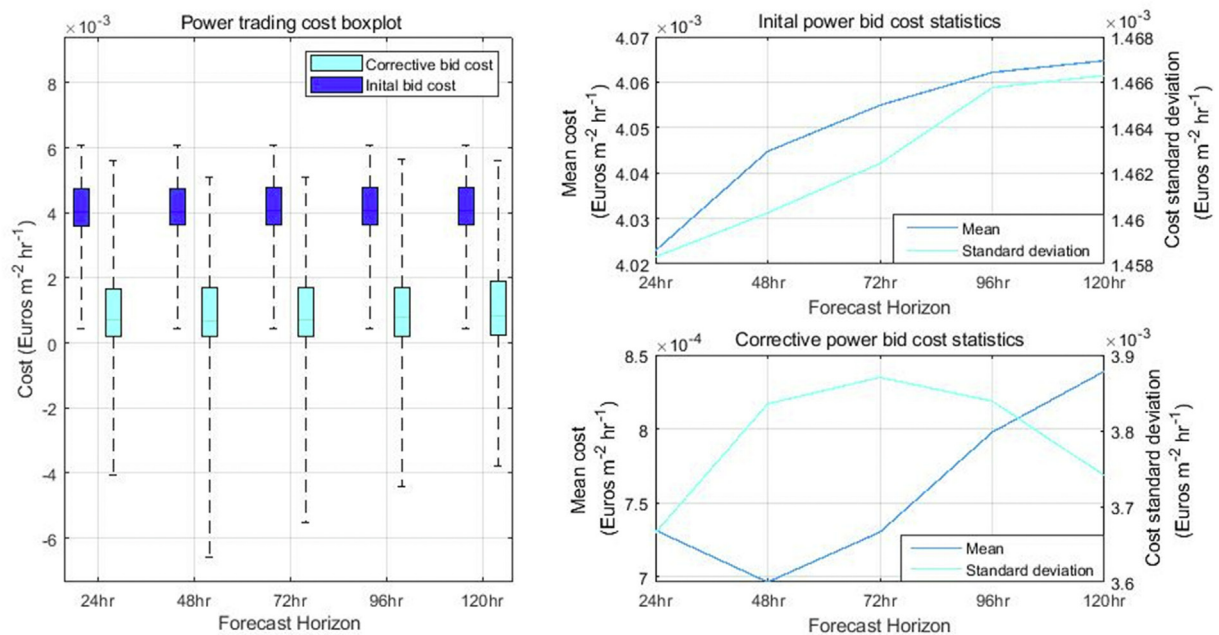 Power trading cost boxplot
×10⁻³
Corrective bid cost
Inital bid cost
8
6
4
2
0
-2
-4
-6
Cost (Euros m⁻² hr⁻¹)
24hr 48hr 72hr 96hr 120hr
Forecast Horizon
Inital power bid cost statistics
×10⁻³
×10⁻³
4.07
4.06
4.05
4.04
4.03
4.02
Mean cost
(Euros m⁻² hr⁻¹)
1.468
1.466
1.464
1.462
1.46
1.458
Cost standard deviation
(Euros m⁻² hr⁻¹)
Mean
Standard deviation
24hr 48hr 72hr 96hr 120hr
Forecast Horizon
Corrective power bid cost statistics
×10⁻⁴
×10⁻³
8.5
8
7.5
7
Mean cost
(Euros m⁻² hr⁻¹)
3.9
3.8
3.7
3.6
Cost standard deviation
(Euros m⁻² hr⁻¹)
Mean
Standard deviation
24hr 48hr 72hr 96hr 120hr
Forecast Horizon